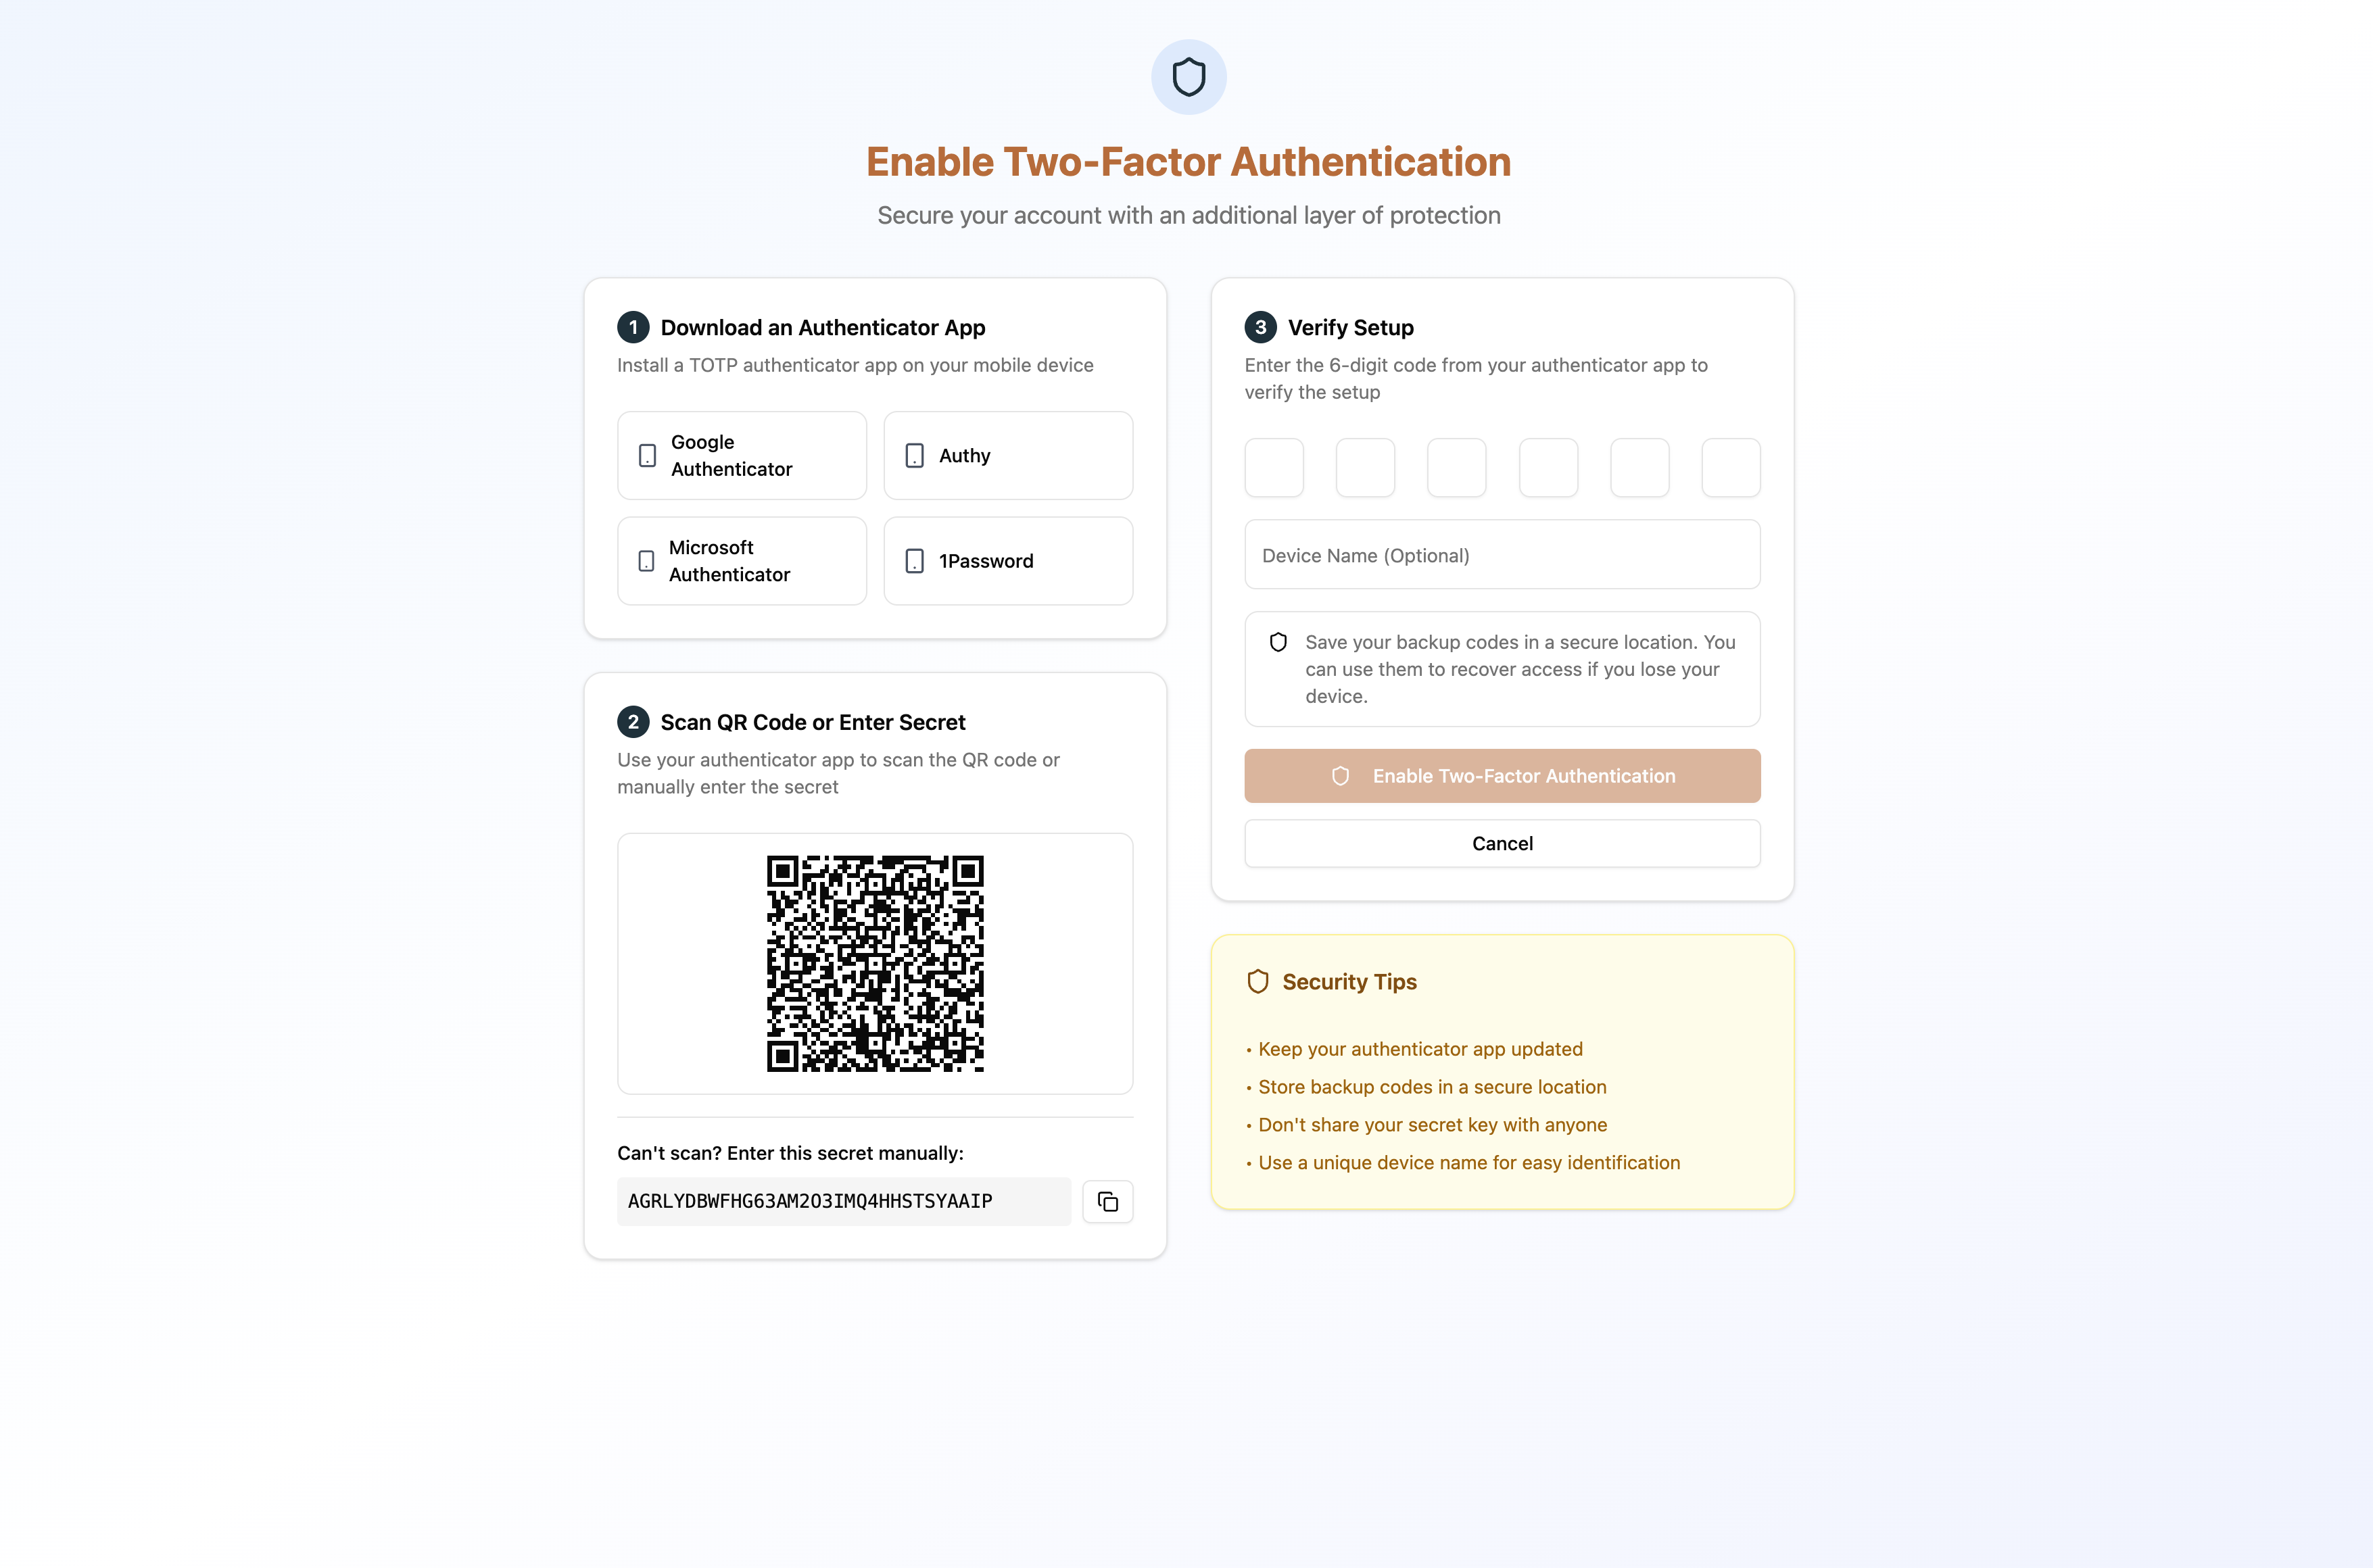 Enable Two-Factor Authentication
Secure your account with an additional layer of protection
1 Download an Authenticator App
Install a TOTP authenticator app on your mobile device
Google
Authenticator
Authy
Microsoft
Authenticator
1Password
2 Scan QR Code or Enter Secret
Use your authenticator app to scan the QR code or
manually enter the secret
Can't scan? Enter this secret manually:
AGRLYDBWFHG63AM2O3IMQ4HHSTSYAAIP
3 Verify Setup
Enter the 6-digit code from your authenticator app to
verify the setup
Device Name (Optional)
Save your backup codes in a secure location. You
can use them to recover access if you lose your
device.
Enable Two-Factor Authentication
Cancel
Security Tips
• Keep your authenticator app updated
• Store backup codes in a secure location
• Don't share your secret key with anyone
• Use a unique device name for easy identification